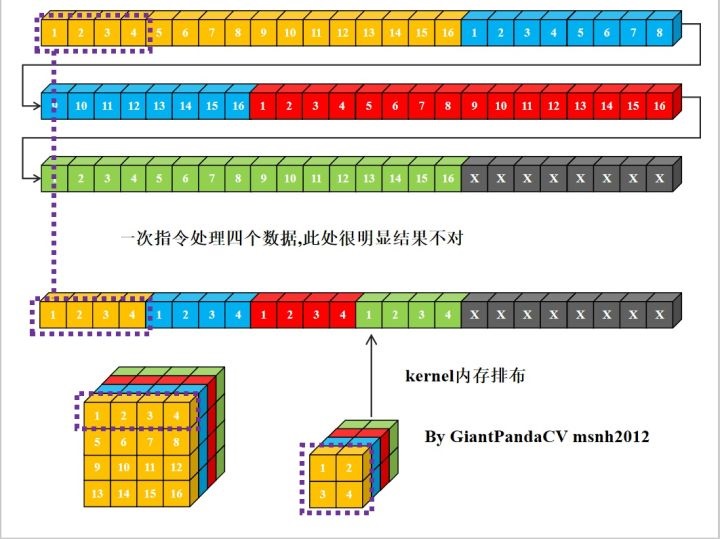 1 2 3 4 5 6 7 8 9 10 11 12 13 14 15 16 1 2 3 4 5 6 7 8
9 10 11 12 13 14 15 16 1 2 3 4 5 6 7 8 9 10 11 12 13 14 15 16
2 3 4 5 6 7 8 9 10 11 12 13 14 15 16 X X X X X X X X
一次指令处理四个数据,此处很明显结果不对
1 2 3 4 1 2 3 4 1 2 3 4 1 2 3 4 X X X X X X X X
kernel内存排布
1 2 3 4
5 6 7 8
9 10 11 12
13 14 15 16
1 2
3 4
By GiantPandaCV msnh2012